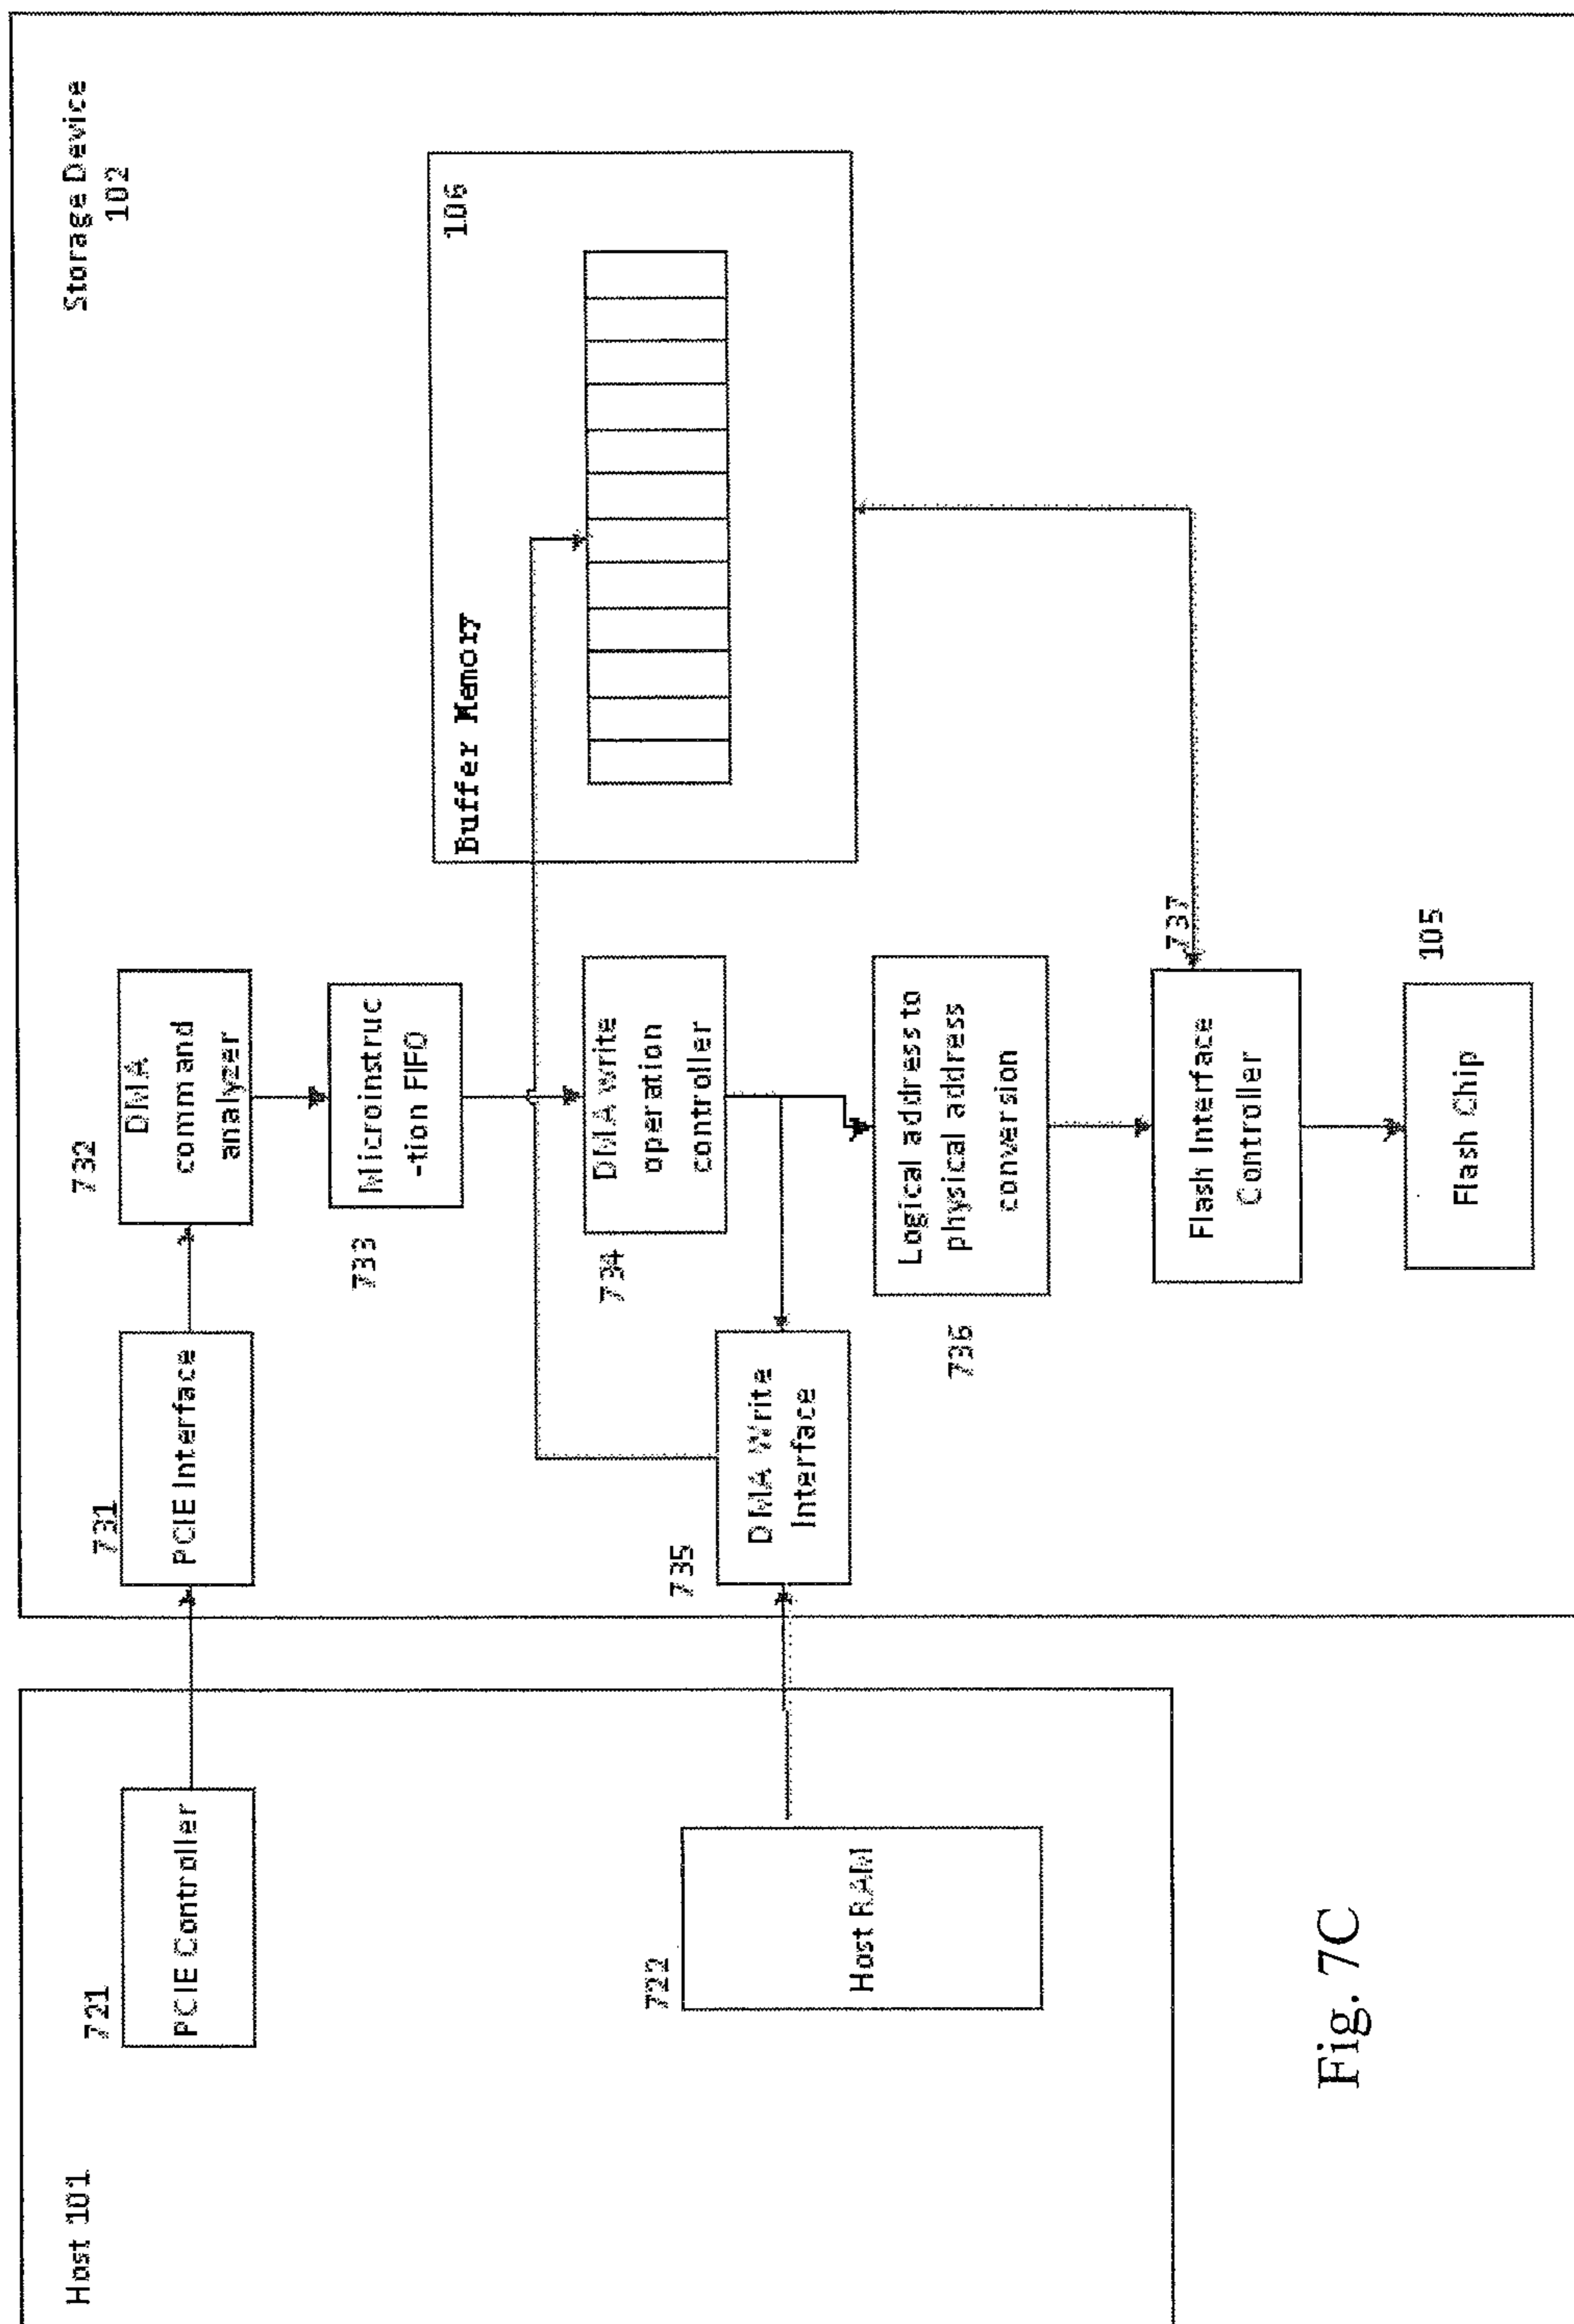 Host 101
721
PCIE Controller
722
Host RAM
Storage Device
102
731
PCIE Interface
732
DMA
command
analyzer
733
Microinstruc
-tion FIFO
734
DMA write
operation
controller
735
DMA Write
Interface
736
Logical address to
physical address
conversion
737
Flash Interface
Controller
105
Flash Chip
Buffer Memory
106
Fig. 7C